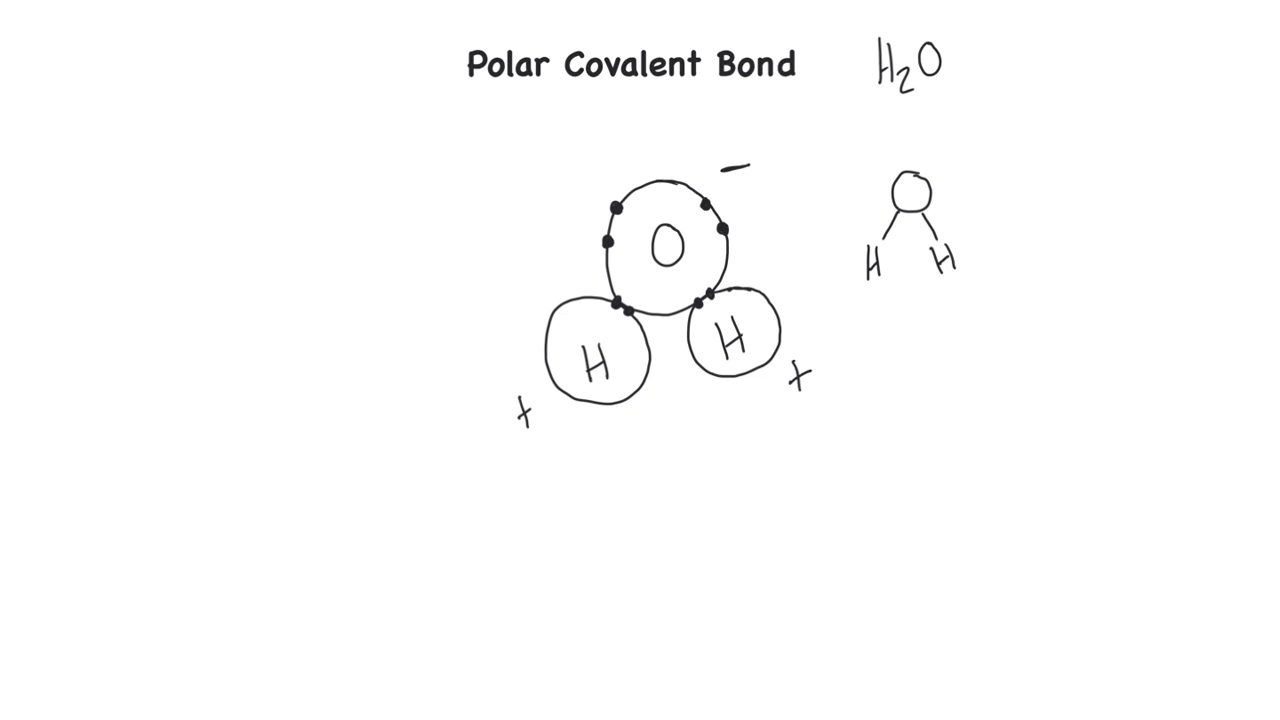 Polar Covalent Bond H₂O
−
O
O
H H
H H
+ +